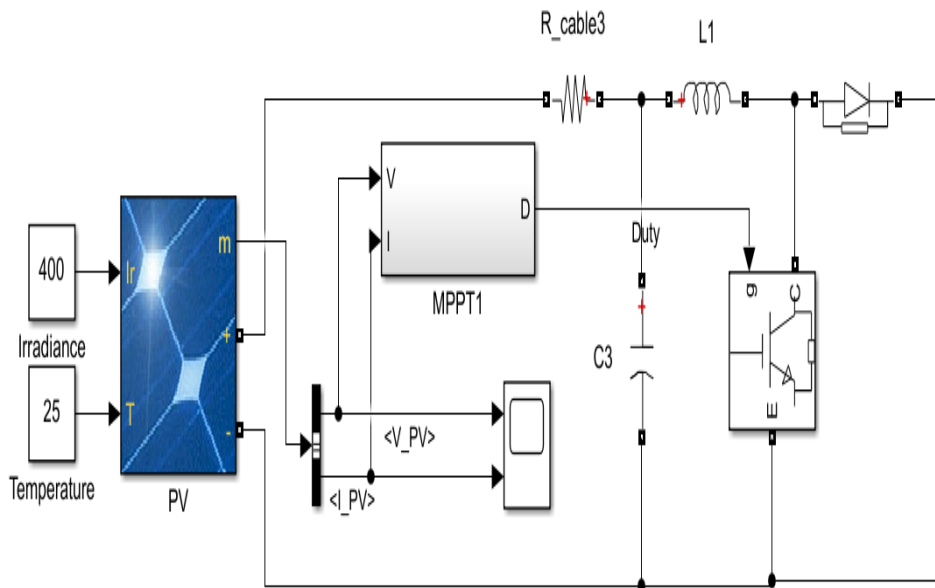 R_cable3
L1
V
I
D
MPPT1
Duty
g
C
E
C3
400
Irradiance
25
Temperature
Ir
T
m
+
-
PV
<V_PV>
<I_PV>